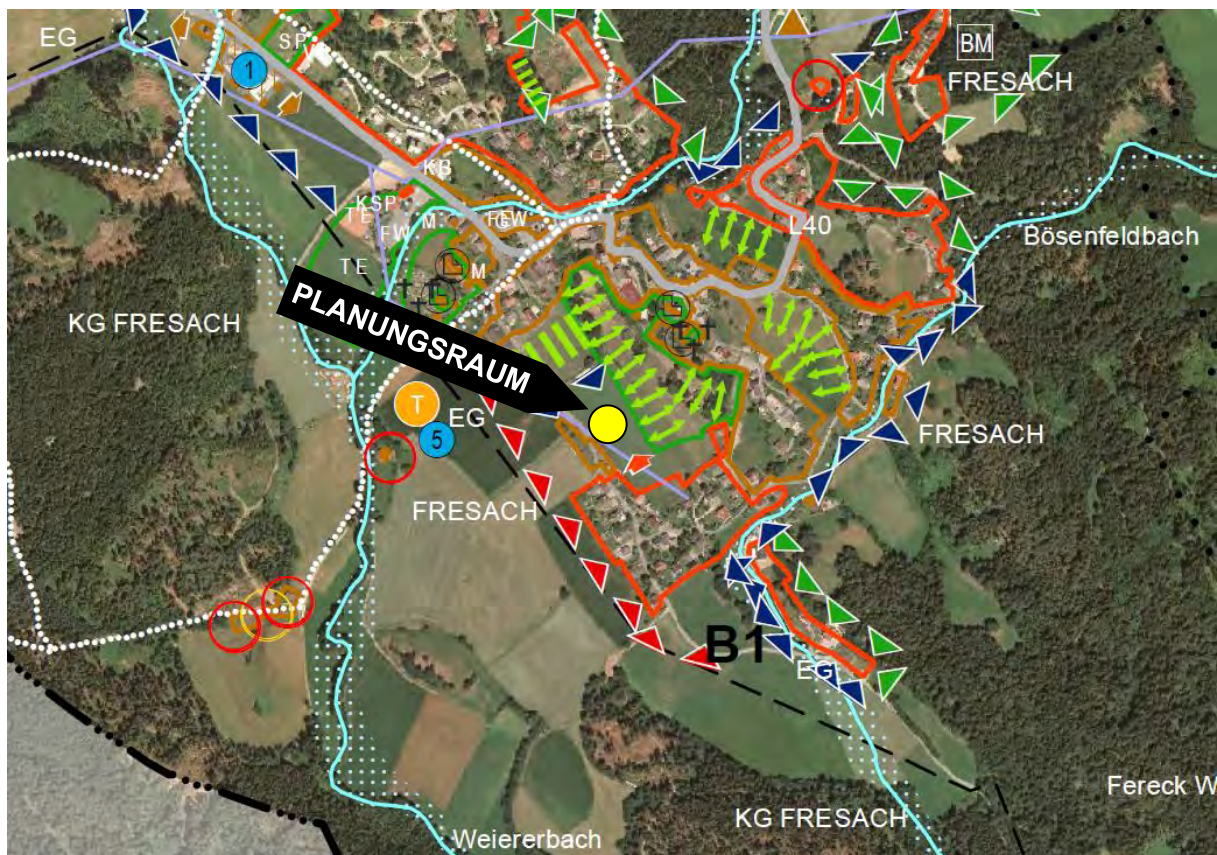 EG
SP
BM
1
FRESACH
KB
KSP
TE
FW
M
L40
Bösenfeldbach
TE
M
KG FRESACH
PLANUNGSRAUM
T
EG
5
FRESACH
FRESACH
B1
EG
Fereck W
KG FRESACH
Weiererbach